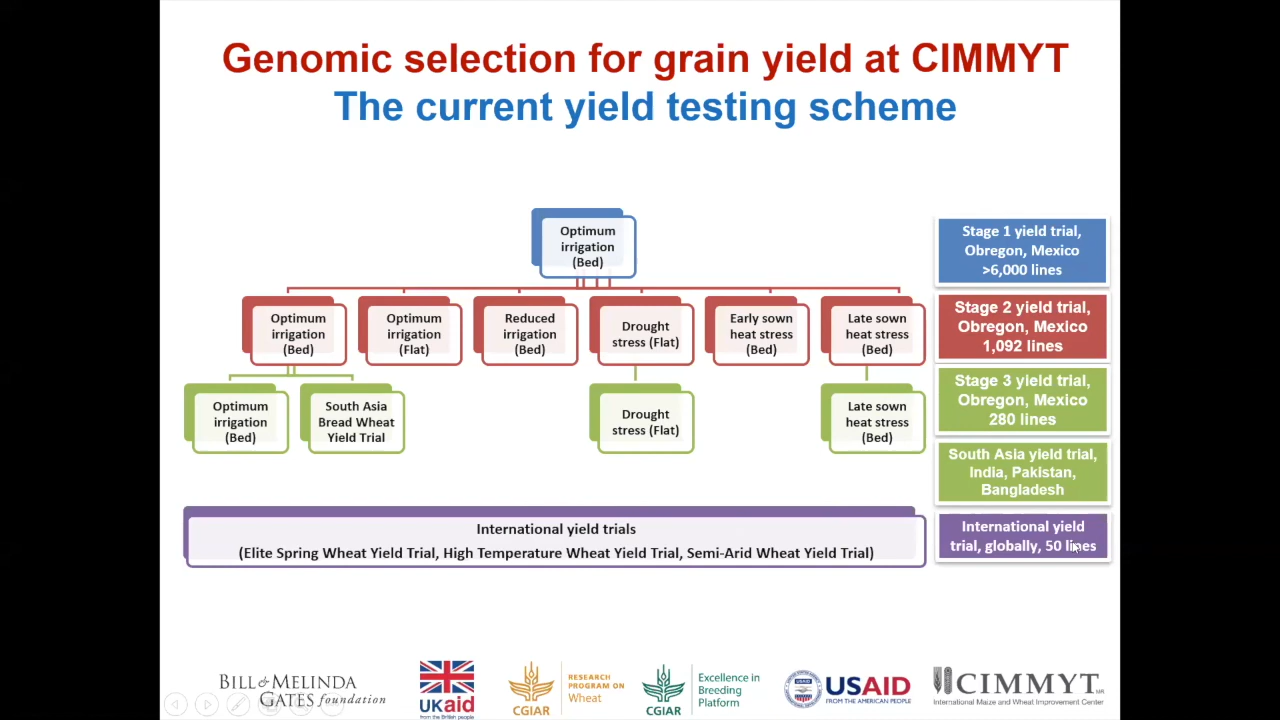 Genomic selection for grain yield at CIMMYT
The current yield testing scheme
Optimum
irrigation
(Bed)
Stage 1 yield trial,
Obregon, Mexico
>6,000 lines
Optimum
irrigation
(Bed)
Optimum
irrigation
(Flat)
Reduced
irrigation
(Bed)
Drought
stress (Flat)
Early sown
heat stress
(Bed)
Late sown
heat stress
(Bed)
Stage 2 yield trial,
Obregon, Mexico
1,092 lines
Optimum
irrigation
(Bed)
South Asia
Bread Wheat
Yield Trial
Drought
stress (Flat)
Late sown
heat stress
(Bed)
Stage 3 yield trial,
Obregon, Mexico
280 lines
South Asia yield trial,
India, Pakistan,
Bangladesh
International yield trials
(Elite Spring Wheat Yield Trial, High Temperature Wheat Yield Trial, Semi-Arid Wheat Yield Trial)
International yield
trial, globally, 50 lines
BILL & MELINDA
GATES foundation
UKaid
from the British people
CGIAR
RESEARCH
PROGRAM ON
Wheat
CGIAR
Excellence in
Breeding
Platform
USAID
FROM THE AMERICAN PEOPLE
CIMMYT
International Maize and Wheat Improvement Center